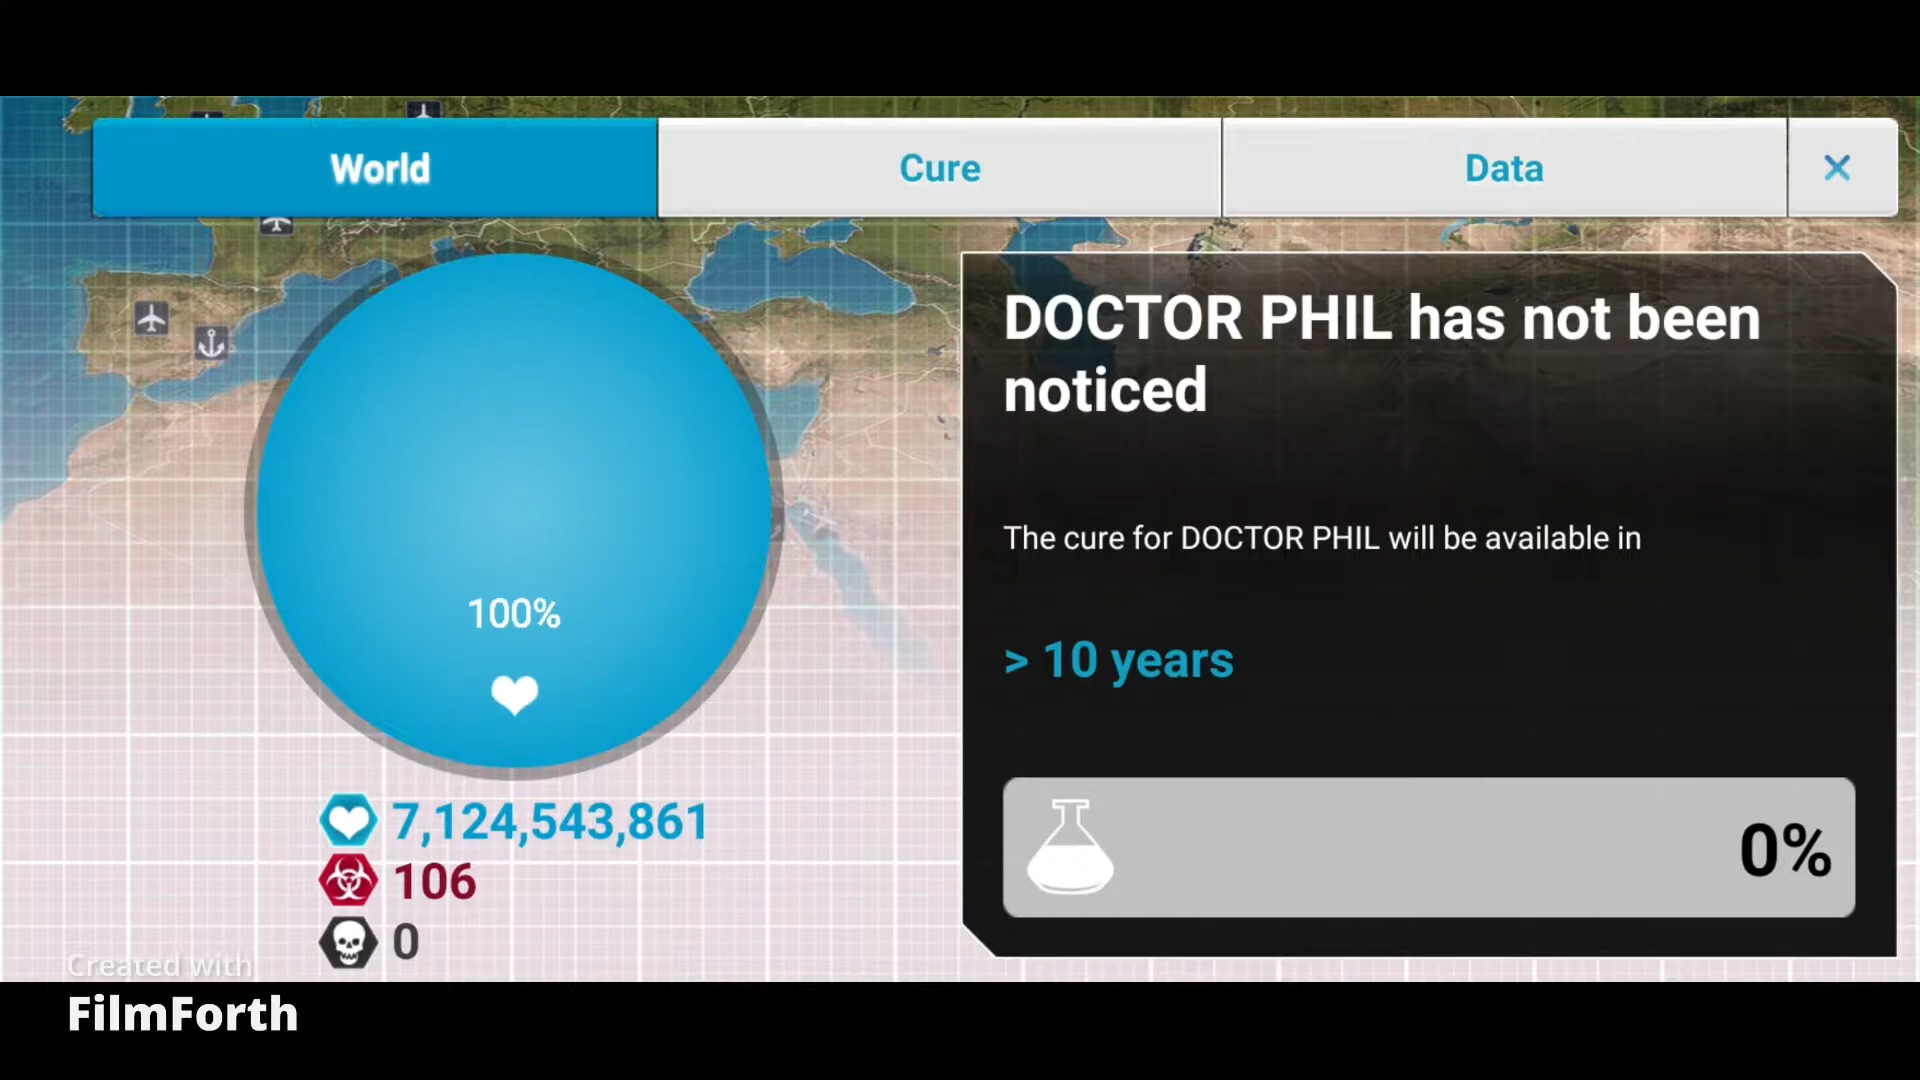 World
Cure
Data
DOCTOR PHIL has not been
noticed
The cure for DOCTOR PHIL will be available in
> 10 years
0%
100%
7,124,543,861
106
0
Created with
FilmForth